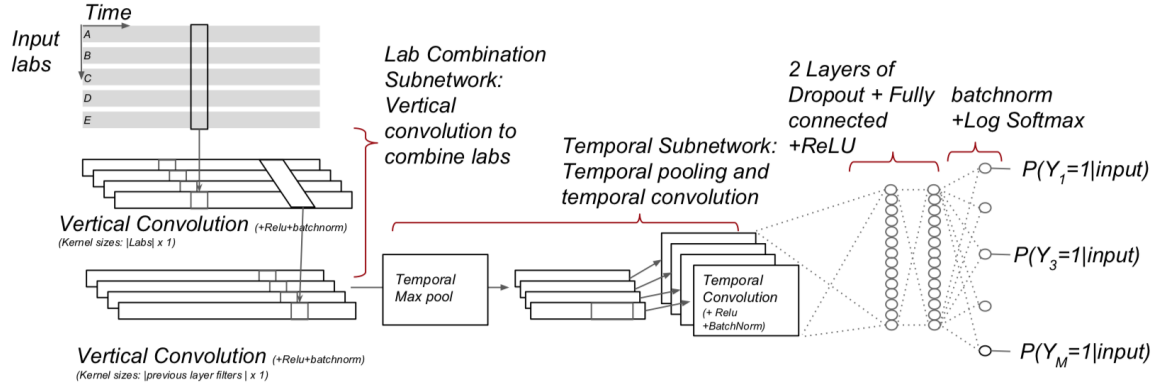 Time
Input
labs
A
B
C
D
E
Vertical Convolution (+Relu+batchnorm)
(Kernel sizes: |Labs| x 1)
Lab Combination
Subnetwork:
Vertical
convolution to
combine labs
Vertical Convolution (+Relu+batchnorm)
(Kernel sizes: |previous layer filters | x 1)
Temporal Subnetwork:
Temporal pooling and
temporal convolution
Temporal
Max pool
Temporal
Convolution
(+ Relu
+BatchNorm)
2 Layers of
Dropout + Fully
connected
+ReLU
batchnorm
+Log Softmax
P(Y₁=1|input)
P(Y₃=1|input)
P(Y_M=1|input)